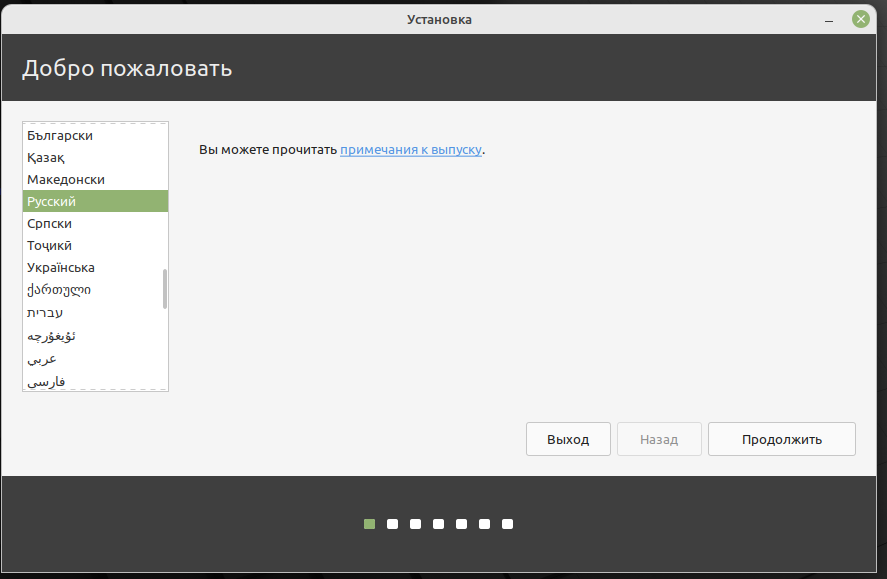 Установка
Добро пожаловать
Български
Қазақ
Македонски
Русский
Српски
Тоҷикӣ
Українська
ქართული
עברית
ئۇيغۇرچە
عربي
فارسی
Вы можете прочитать примечания к выпуску.
Выход
Назад
Продолжить